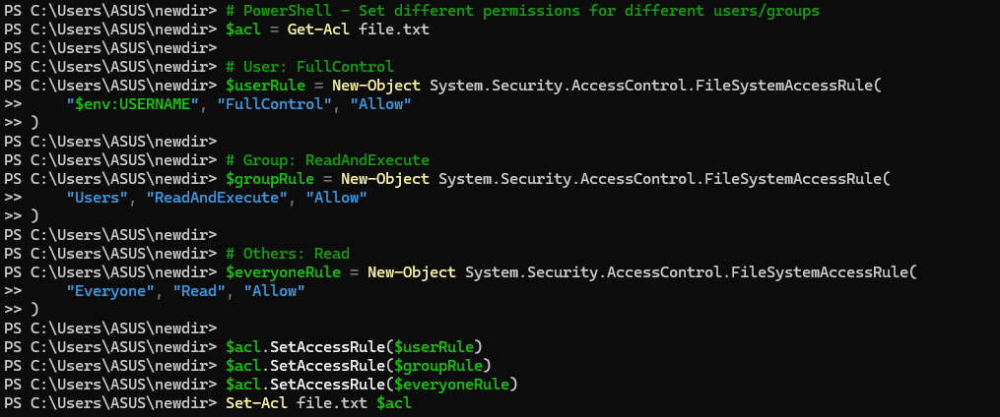 PS C:\Users\ASUS\newdir> # PowerShell - Set different permissions for different users/groups
PS C:\Users\ASUS\newdir> $acl = Get-Acl file.txt
PS C:\Users\ASUS\newdir>
PS C:\Users\ASUS\newdir> # User: FullControl
PS C:\Users\ASUS\newdir> $userRule = New-Object System.Security.AccessControl.FileSystemAccessRule(
>>     "$env:USERNAME", "FullControl", "Allow"
>> )
PS C:\Users\ASUS\newdir>
PS C:\Users\ASUS\newdir> # Group: ReadAndExecute
PS C:\Users\ASUS\newdir> $groupRule = New-Object System.Security.AccessControl.FileSystemAccessRule(
>>     "Users", "ReadAndExecute", "Allow"
>> )
PS C:\Users\ASUS\newdir>
PS C:\Users\ASUS\newdir> # Others: Read
PS C:\Users\ASUS\newdir> $everyoneRule = New-Object System.Security.AccessControl.FileSystemAccessRule(
>>     "Everyone", "Read", "Allow"
>> )
PS C:\Users\ASUS\newdir>
PS C:\Users\ASUS\newdir> $acl.SetAccessRule($userRule)
PS C:\Users\ASUS\newdir> $acl.SetAccessRule($groupRule)
PS C:\Users\ASUS\newdir> $acl.SetAccessRule($everyoneRule)
PS C:\Users\ASUS\newdir> Set-Acl file.txt $acl